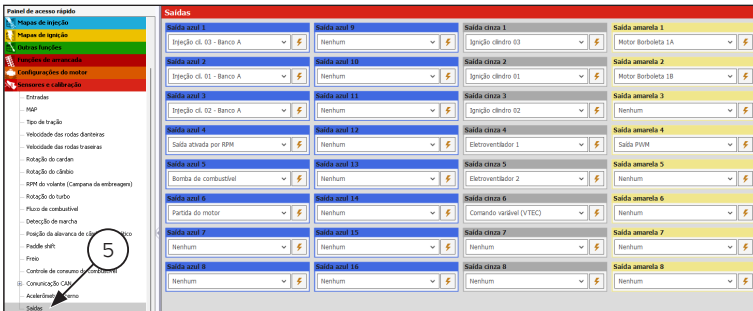 Painel de acesso rápido
Mapas de injeção
Mapas de ignição
Outras funções
Funções de arrancada
Configurações do motor
Sensores e calibração
Entradas
MAP
Tipo de tração
Velocidade das rodas dianteiras
Velocidade das rodas traseiras
Rotação do cardan
Rotação do câmbio
RPM do volante (Campana de embreagem)
Rotação do turbo
Fluxo de combustível
Detecção de marcha
Posição da alavanca de
Paddle shift
Freio
Controle de consumo de combustível
Comunicação CAN
Saídas
5
Saídas
Saída azul 1
Injeção cil. 03 - Banco A
Saída azul 2
Injeção cil. 01 - Banco A
Saída azul 3
Injeção cil. 02 - Banco A
Saída azul 4
Saída ativada por RPM
Saída azul 5
Bomba de combustível
Saída azul 6
Partida do motor
Saída azul 7
Nenhum
Saída azul 8
Nenhum
Saída azul 9
Nenhum
Saída azul 10
Nenhum
Saída azul 11
Nenhum
Saída azul 12
Nenhum
Saída azul 13
Nenhum
Saída azul 14
Nenhum
Saída azul 15
Nenhum
Saída azul 16
Nenhum
Saída cinza 1
Ignição cilindro 03
Saída cinza 2
Ignição cilindro 01
Saída cinza 3
Ignição cilindro 02
Saída cinza 4
Eletroventilador 1
Saída cinza 5
Eletroventilador 2
Saída cinza 6
Comando variável (VTEC)
Saída cinza 7
Nenhum
Saída cinza 8
Nenhum
Saída amarela 1
Motor Borboleta 1A
Saída amarela 2
Motor Borboleta 1B
Saída amarela 3
Nenhum
Saída amarela 4
Saída PWM
Saída amarela 5
Nenhum
Saída amarela 6
Nenhum
Saída amarela 7
Nenhum
Saída amarela 8
Nenhum